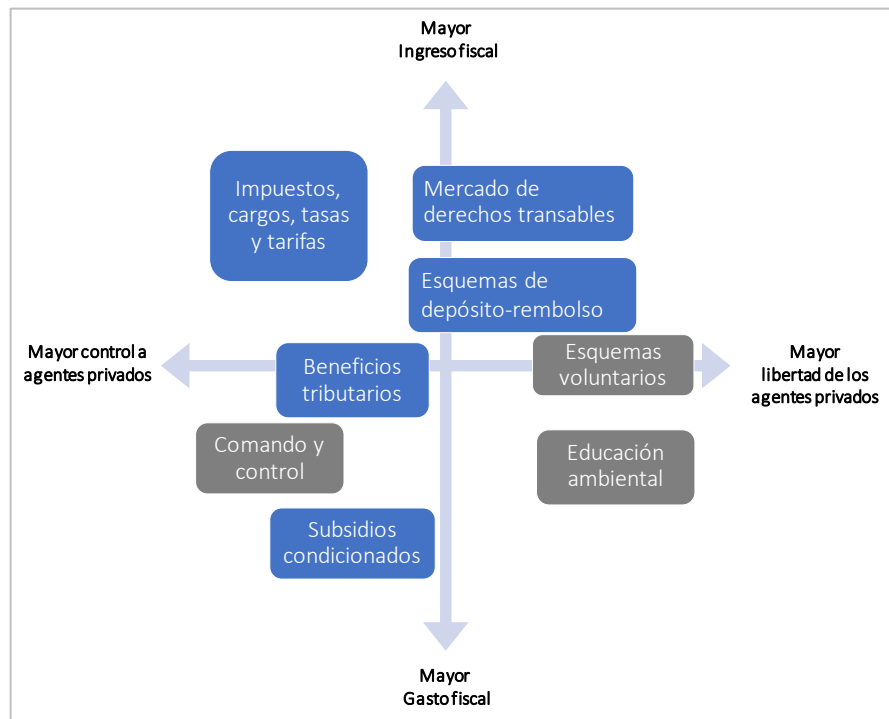 Mayor
Ingreso fiscal
Impuestos,
cargos, tasas
y tarifas
Mercado de
derechos transables
Esquemas de
depósito-rembolso
Mayor control a
agentes privados
Beneficios
tributarios
Esquemas
voluntarios
Mayor
libertad de los
agentes privados
Comando y
control
Educación
ambiental
Subsidios
condicionados
Mayor
Gasto fiscal